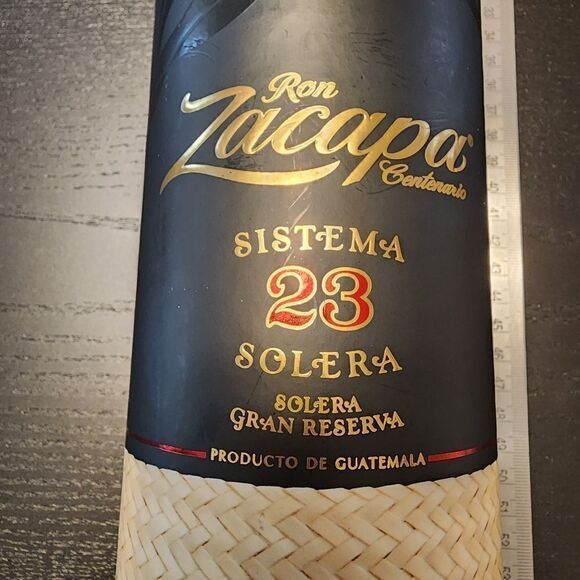 Ron
Zacapa
Centenario
SISTEMA
23
SOLERA
SOLERA
GRAN RESERVA
PRODUCTO DE GUATEMALA